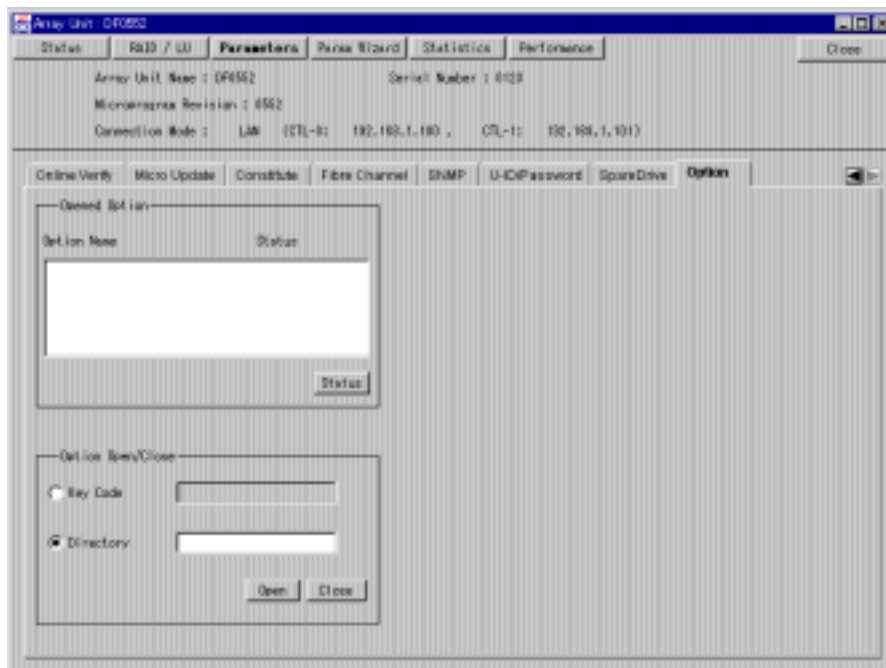 Array Unit: DF0552
Status RAID / LU Parameters Param Wizard Statistics Performance Close
Array Unit Name : DF0552 Serial Number : 0120
Microprogram Revision : 0552
Connection Mode : LAN (CTL-0: 192.168.1.100 , CTL-1: 192.168.1.101)
Online Verify Micro Update Constitute Fibre Channel SNMP U-ID/Password SpareDrive Option
Opened Option
Option Name Status
Status
Option Open/Close
Key Code
Directory
Open Close